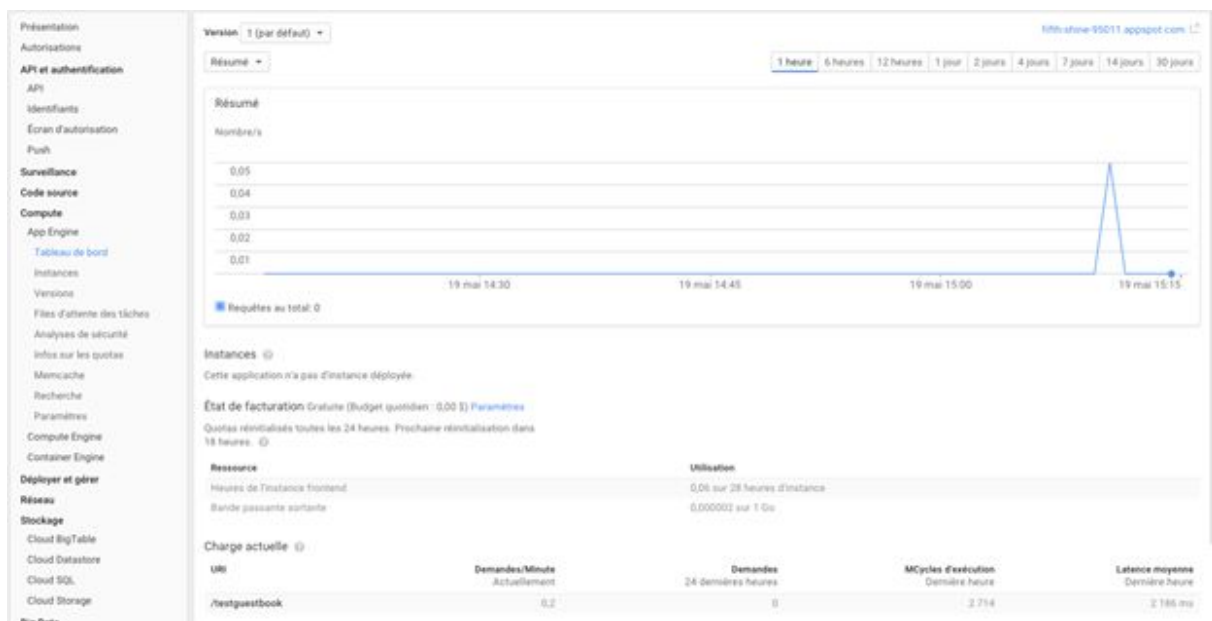 Présentation
Autorisations
API et authentification
API
Identifiants
Écran d'autorisation
Push
Surveillance
Code source
Compute
App Engine
Tableau de bord
Instances
Versions
Files d'attente des tâches
Analyses de sécurité
Infos sur les quotas
Memcache
Recherche
Paramètres
Compute Engine
Container Engine
Déployer et gérer
Réseau
Stockage
Cloud BigTable
Cloud Datastore
Cloud SQL
Cloud Storage
Version 1 (par défaut)
fifth-shine-95011.appspot.com
Résumé
1 heure 6 heures 12 heures 1 jour 2 jours 4 jours 7 jours 14 jours 30 jours
Résumé
Nombre/s
0,05
0,04
0,03
0,02
0,01
19 mai 14:30 19 mai 14:45 19 mai 15:00 19 mai 15:15
Requêtes au total: 0
Instances
Cette application n'a pas d'instance déployée.
État de facturation Gratuite (Budget quotidien : 0,00 $) Paramètres
Quotas réinitialisés toutes les 24 heures. Prochaine réinitialisation dans
18 heures.
Ressource Utilisation
Heures de l'instance frontend 0,06 sur 28 heures d'instance
Bande passante sortante 0,000002 sur 1 Go
Charge actuelle
URI Demandes/Minute Demandes MCycles d'exécution Latence moyenne
Actuellement 24 dernières heures Dernière heure Dernière heure
/testguestbook 0,2 0 2 714 2 186 ms